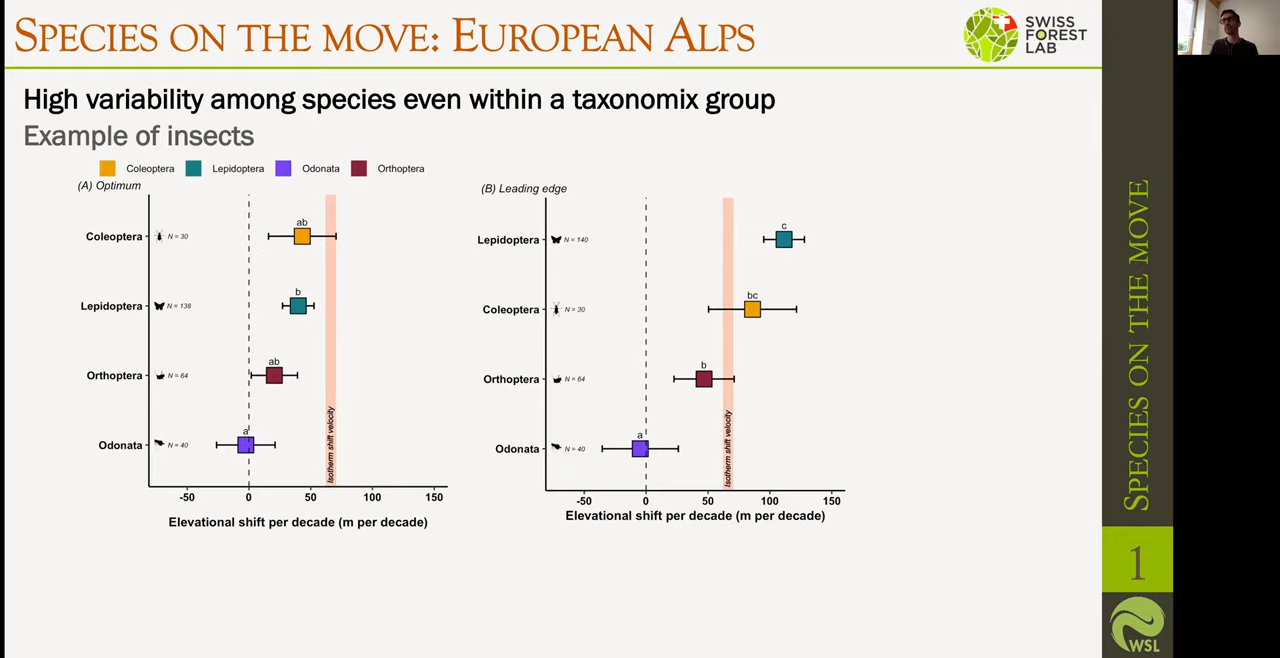 SPECIES ON THE MOVE: EUROPEAN ALPS
SWISS
FOREST
LAB
High variability among species even within a taxonomix group
Example of insects
Coleoptera Lepidoptera Odonata Orthoptera
(A) Optimum
Coleoptera N = 30 ab
Lepidoptera N = 138 b
Orthoptera N = 64 ab
Odonata N = 40 a
Isotherm shift velocity
-50 0 50 100 150
Elevational shift per decade (m per decade)
(B) Leading edge
Lepidoptera N = 140 c
Coleoptera N = 30 bc
Orthoptera N = 64 b
Odonata N = 40 a
Isotherm shift velocity
-50 0 50 100 150
Elevational shift per decade (m per decade)
SPECIES ON THE MOVE
1
WSL